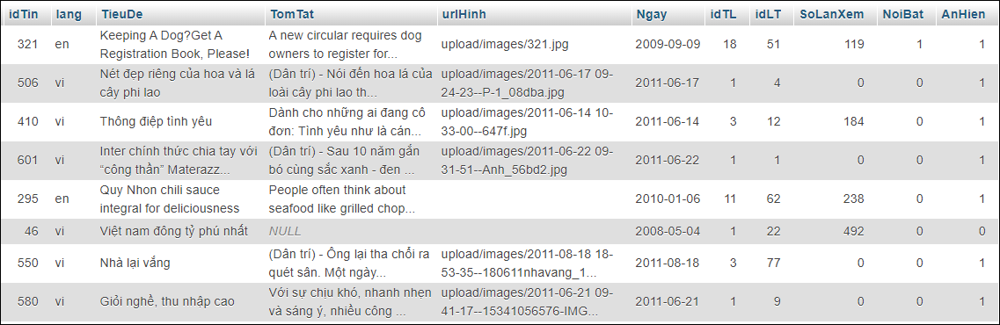 idTin lang TieuDe TomTat urlHinh Ngay idTL idLT SoLanXem NoiBat AnHien
321 en Keeping A Dog?Get A Registration Book, Please! A new circular requires dog owners to register for... upload/images/321.jpg 2009-09-09 18 51 119 1 1
506 vi Nét đẹp riêng của hoa và lá cây phi lao (Dân trí) - Nói đến hoa lá của loài cây phi lao th... upload/images/2011-06-17 09-24-23--P-1_08dba.jpg 2011-06-17 1 4 0 0 1
410 vi Thông điệp tình yêu Dành cho những ai đang cô đơn: Tình yêu như là cán... upload/images/2011-06-14 10-33-00--647f.jpg 2011-06-14 3 12 184 0 1
601 vi Inter chính thức chia tay với “công thần” Materazz... (Dân trí) - Sau 10 năm gắn bó cùng sắc xanh - đen ... upload/images/2011-06-22 09-31-51--Anh_56bd2.jpg 2011-06-22 1 1 0 0 1
295 en Quy Nhon chili sauce integral for deliciousness People often think about seafood like grilled chop... 2010-01-06 11 62 238 0 1
46 vi Việt nam đông tỷ phú nhất NULL 2008-05-04 1 22 492 0 0
550 vi Nhà lại vắng (Dân trí) - Ông lại tha chổi ra quét sân. Một ngày... upload/images/2011-08-18 18-53-35--180611nhavang_1... 2011-08-18 3 77 0 0 1
580 vi Giỏi nghề, thu nhập cao Với sự chịu khó, nhanh nhẹn và sáng ý, nhiều công ... upload/images/2011-06-21 09-41-17--15341056576-IMG... 2011-06-21 1 9 0 0 1